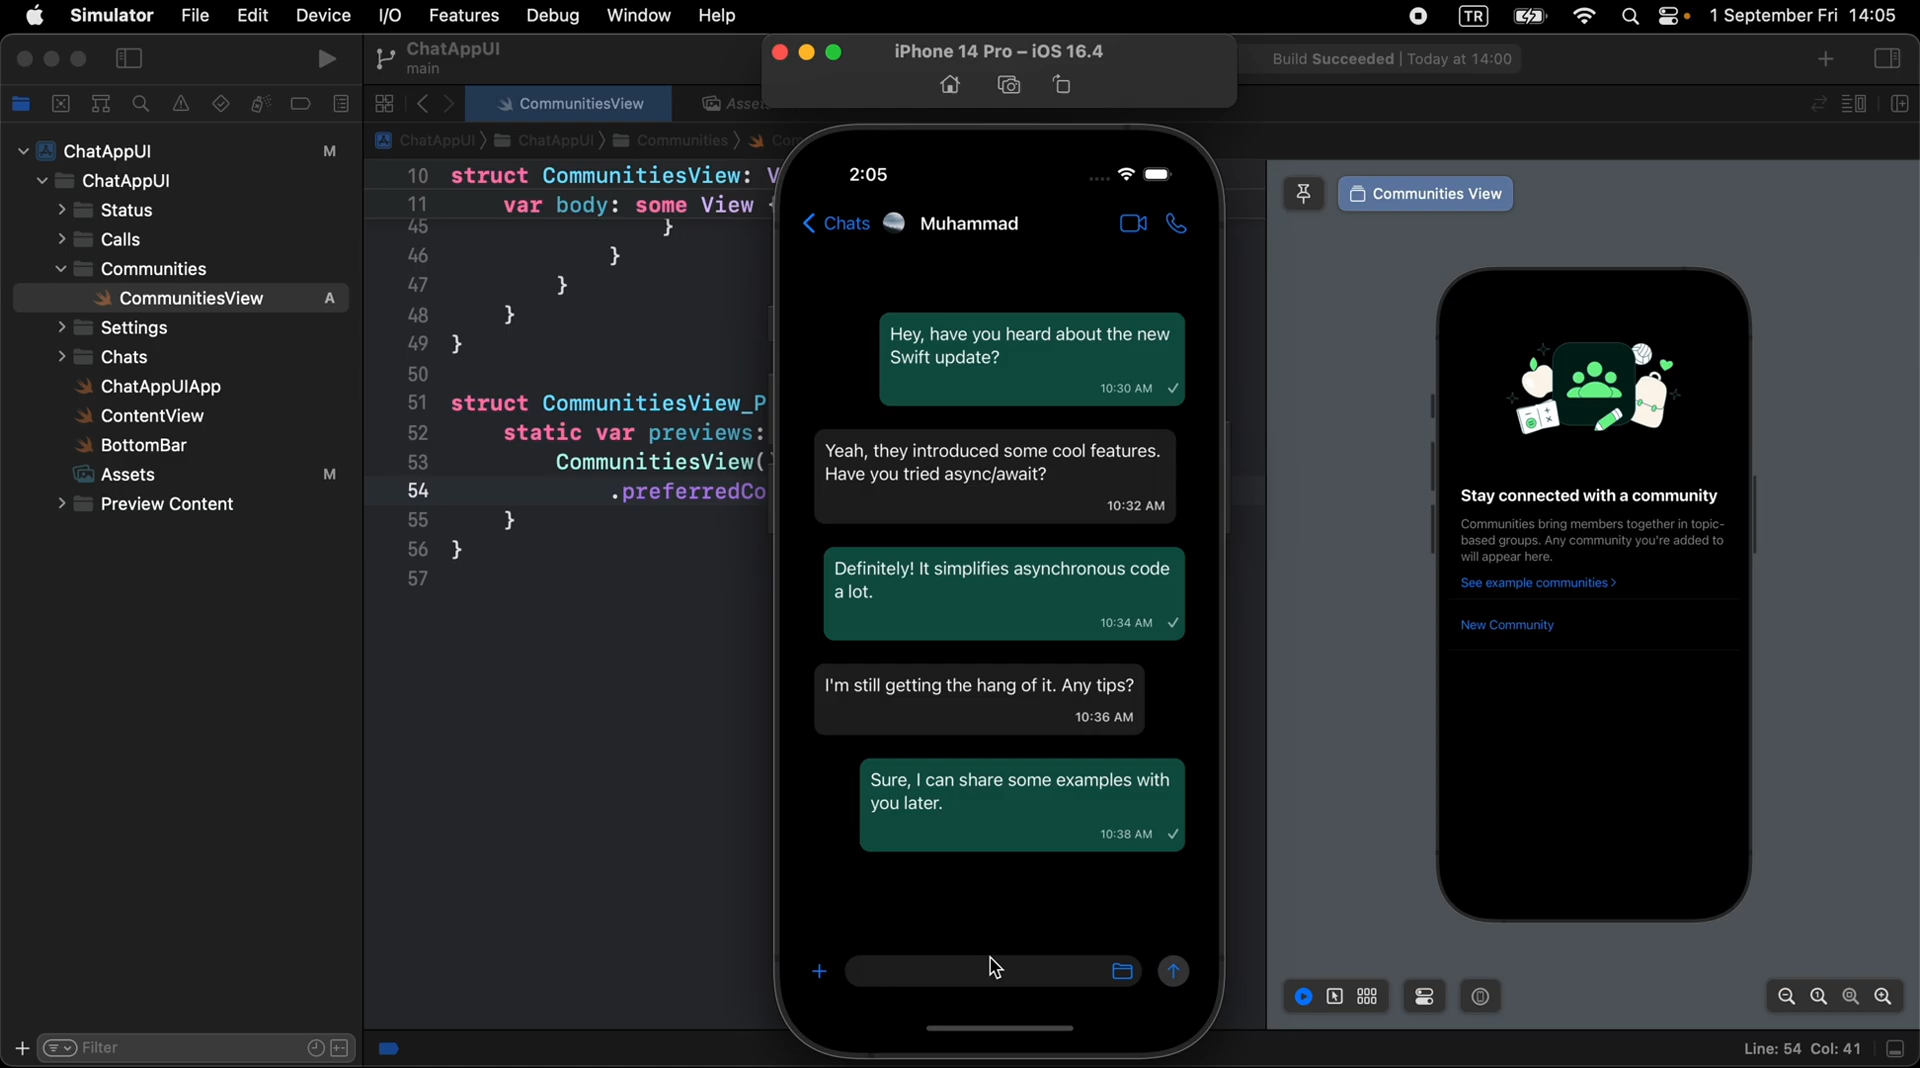 Simulator File Edit Device I/O Features Debug Window Help
TR
1 September Fri 14:05
ChatAppUI
main
iPhone 14 Pro – iOS 16.4
Build Succeeded | Today at 14:00
CommunitiesView
Assets
ChatAppUI
M
ChatAppUI
Status
Calls
Communities
CommunitiesView
A
Settings
Chats
ChatAppUIApp
ContentView
BottomBar
Assets
M
Preview Content
Filter
ChatAppUI > ChatAppUI > Communities >
10 struct CommunitiesView:
11 var body: some View {
45 }
46 }
47 }
48 }
49 }
50
51 struct CommunitiesView_P
52 static var previews:
53 CommunitiesView(
54 .preferredCo
55 }
56 }
57
2:05
Chats
Muhammad
Hey, have you heard about the new
Swift update?
10:30 AM ✓
Yeah, they introduced some cool features.
Have you tried async/await?
10:32 AM
Definitely! It simplifies asynchronous code
a lot.
10:34 AM ✓
I'm still getting the hang of it. Any tips?
10:36 AM
Sure, I can share some examples with
you later.
10:38 AM ✓
Communities View
Stay connected with a community
Communities bring members together in topic-
based groups. Any community you're added to
will appear here.
See example communities >
New Community
Line: 54 Col: 41